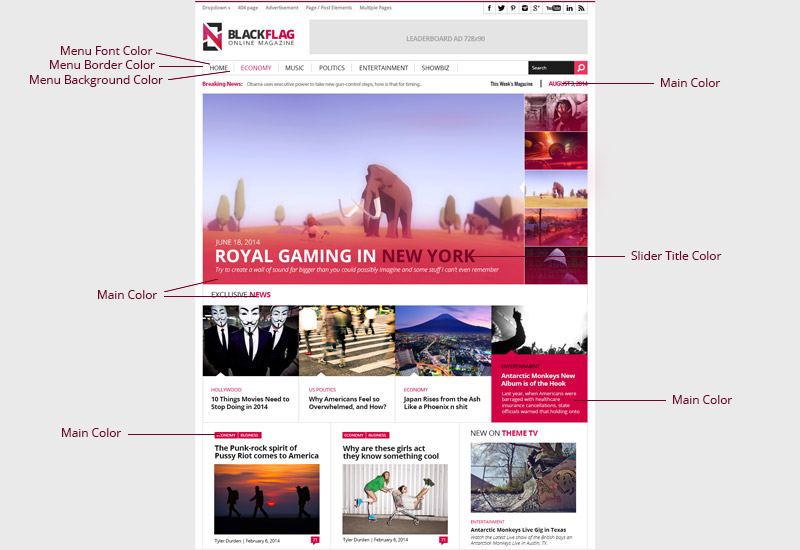 Dropdown » 404 page Advertisement Page / Post Elements Multiple Pages
BLACKFLAG
ONLINE MAGAZINE
LEADERBOARD AD 728x90
Menu Font Color
Menu Border Color
Menu Background Color
HOME ECONOMY MUSIC POLITICS ENTERTAINMENT SHOWBIZ
Search
Breaking News: Obama uses executive power to take new gun-control steps, how is that for timing..
This Week's Magazine | AUGUST 3, 2014
Main Color
JUNE 18, 2014
ROYAL GAMING IN NEW YORK
Try to create a wall of sound far bigger than you could possibly imagine and some stuff I can't even remember
Slider Title Color
Main Color
EXCLUSIVE NEWS
HOLLYWOOD
10 Things Movies Need to
Stop Doing in 2014
US POLITICS
Why Americans Feel so
Overwhelmed, and How?
ECONOMY
Japan Rises from the Ash
Like a Phoenix n shit
ENTERTAINMENT
Antarctic Monkeys New
Album is of the Hook
Last year, when Americans were
barraged with healthcare
insurance cancellations, state
officials warned that holding onto
Main Color
Main Color
ECONOMY BUSINESS
The Punk-rock spirit of
Pussy Riot comes to America
Tyler Durden | February 6, 2014
71
ECONOMY BUSINESS
Why are these girls act
they know something cool
Tyler Durden | February 6, 2014
71
NEW ON THEME TV
ENTERTAINMENT
Antarctic Monkeys Live Gig in Texas
Watch the Latest Live show of the British boys an
Antarctick Monkeys Live in Austin, TX.